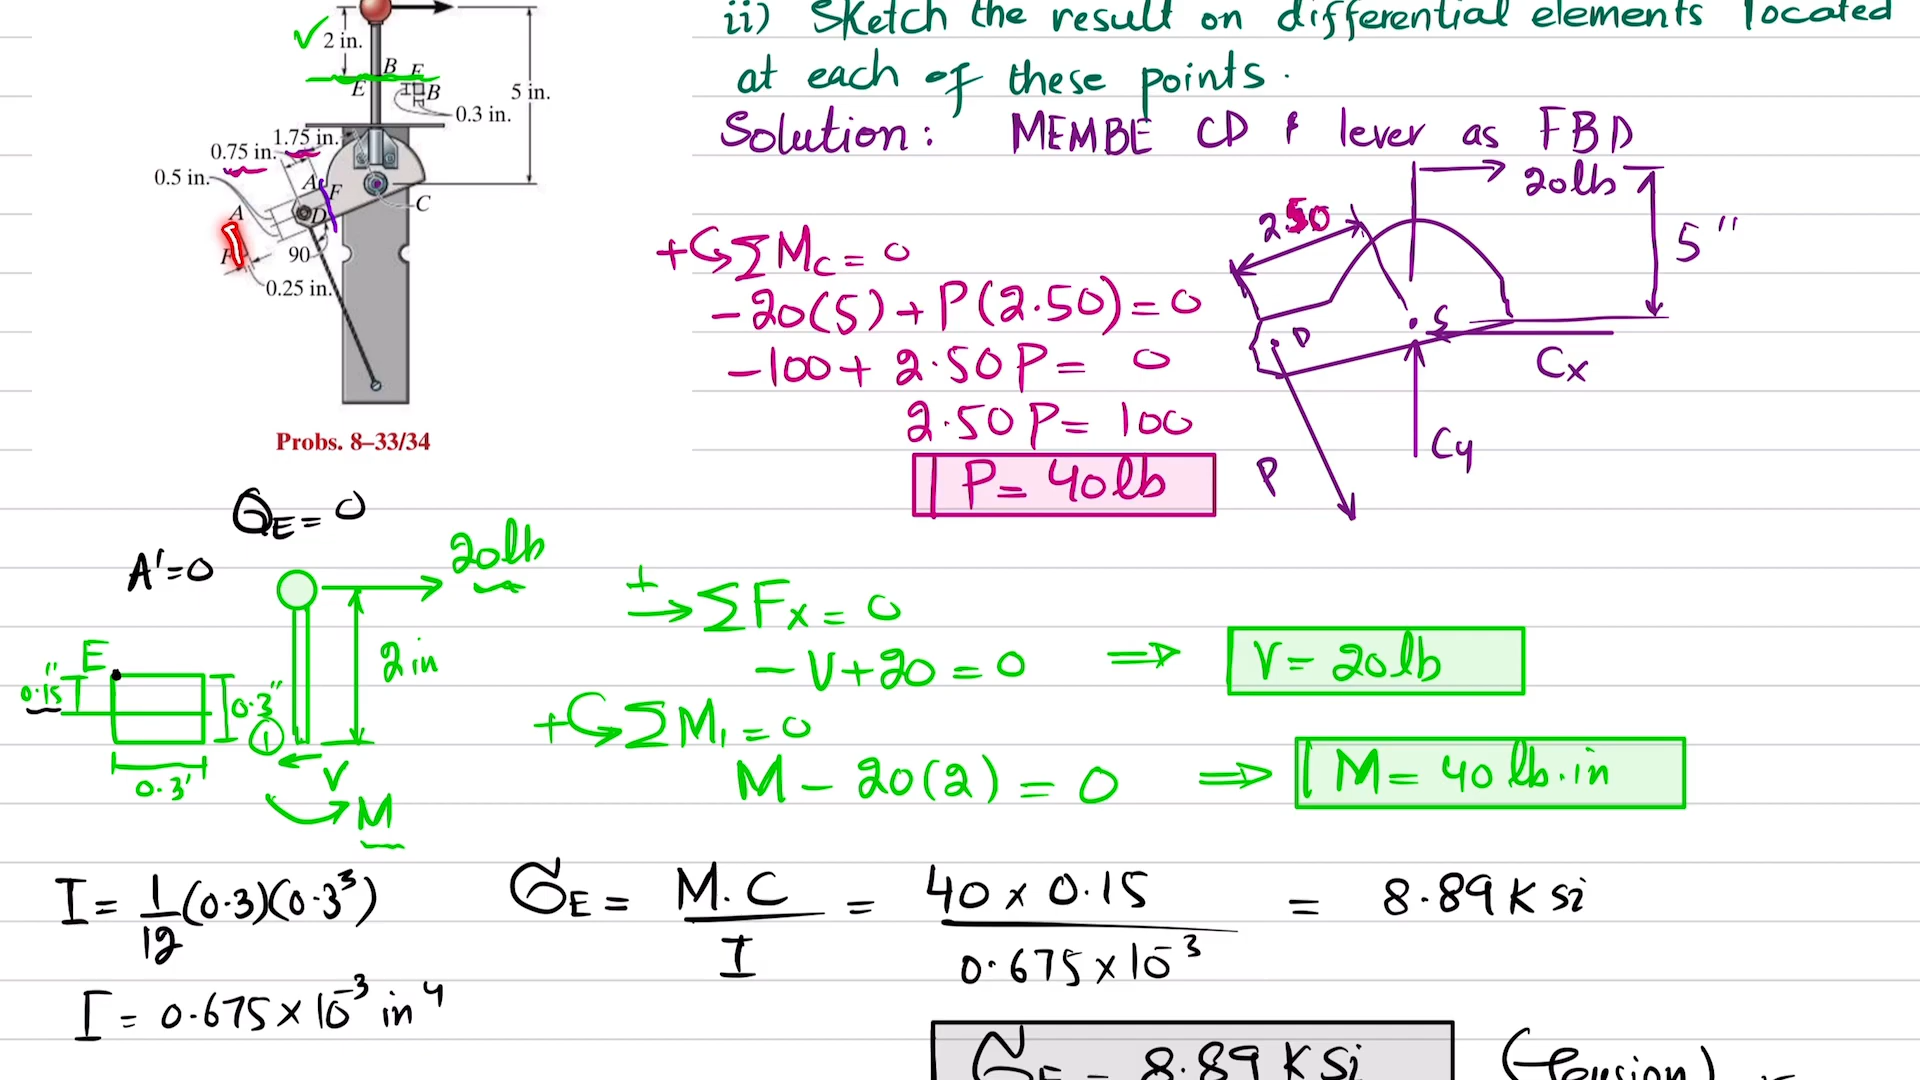 ii) Sketch the result on differential elements located
at each of these points.
Solution: MEMBE CD & lever as FBD
2 in.
B F
E
B
5 in.
0.3 in.
1.75 in.
0.75 in.
0.5 in.
A
F
C
D
A
90
0.25 in.
Probs. 8–33/34
20lb
5"
2.50
D
Cx
Cy
P
+ ΣMc = 0
-20(5) + P(2.50) = 0
-100 + 2.50P = 0
2.50P = 100
P = 40lb
QE = 0
A' = 0
20lb
2 in
E
0.15"
0.3"
1
0.3'
V
M
+→ ΣFx = 0
-V + 20 = 0 ⇒ V = 20lb
+ ΣM1 = 0
M - 20(2) = 0 ⇒ M = 40 lb.in
I = 1/12 (0.3)(0.3³)
σE = M.C/I = 40 x 0.15/0.675 x 10⁻³ = 8.89 Ksi
I = 0.675 x 10⁻³ in⁴
σE = 8.89 Ksi (Tension)